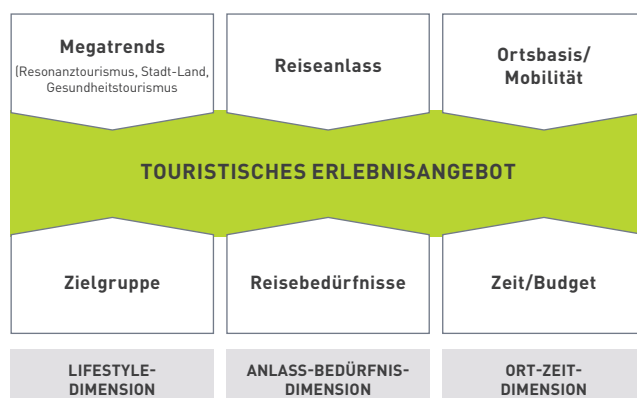 Megatrends
(Resonanztourismus, Stadt-Land,
Gesundheitstourismus
Reiseanlass
Ortsbasis/
Mobilität
TOURISTISCHES ERLEBNISANGEBOT
Zielgruppe
Reisebedürfnisse
Zeit/Budget
LIFESTYLE-
DIMENSION
ANLASS-BEDÜRFNIS-
DIMENSION
ORT-ZEIT-
DIMENSION